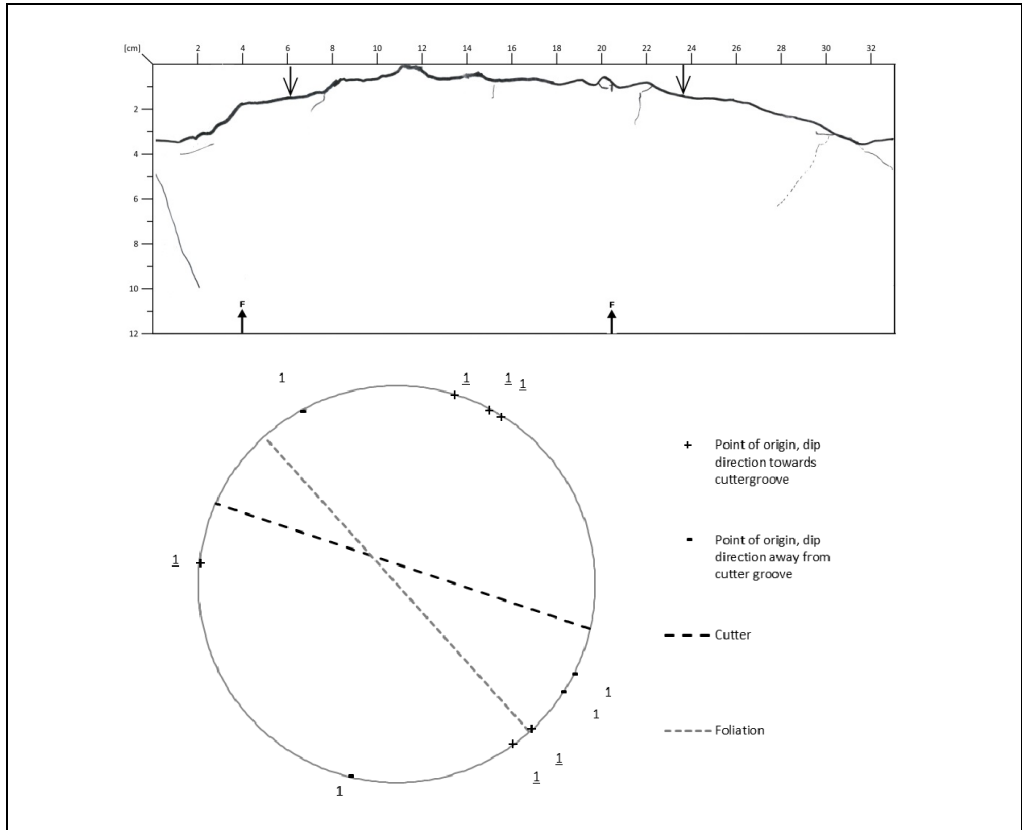 [cm] 2 4 6 8 10 12 14 16 18 20 22 24 26 28 30 32
2
4
6
8
10
12
F F
1 1 1 1
1
1
1
1
1
1
Point of origin, dip
direction towards
cuttergroove
Point of origin, dip
direction away from
cutter groove
Cutter
Foliation